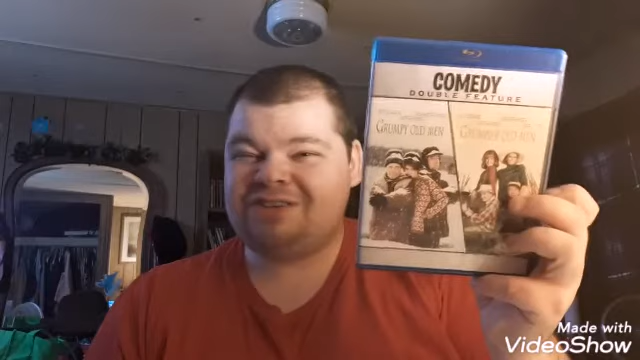 COMEDY
DOUBLE FEATURE
GRUMPY OLD MEN
GRUMPIER OLD MEN
Made with
VideoShow